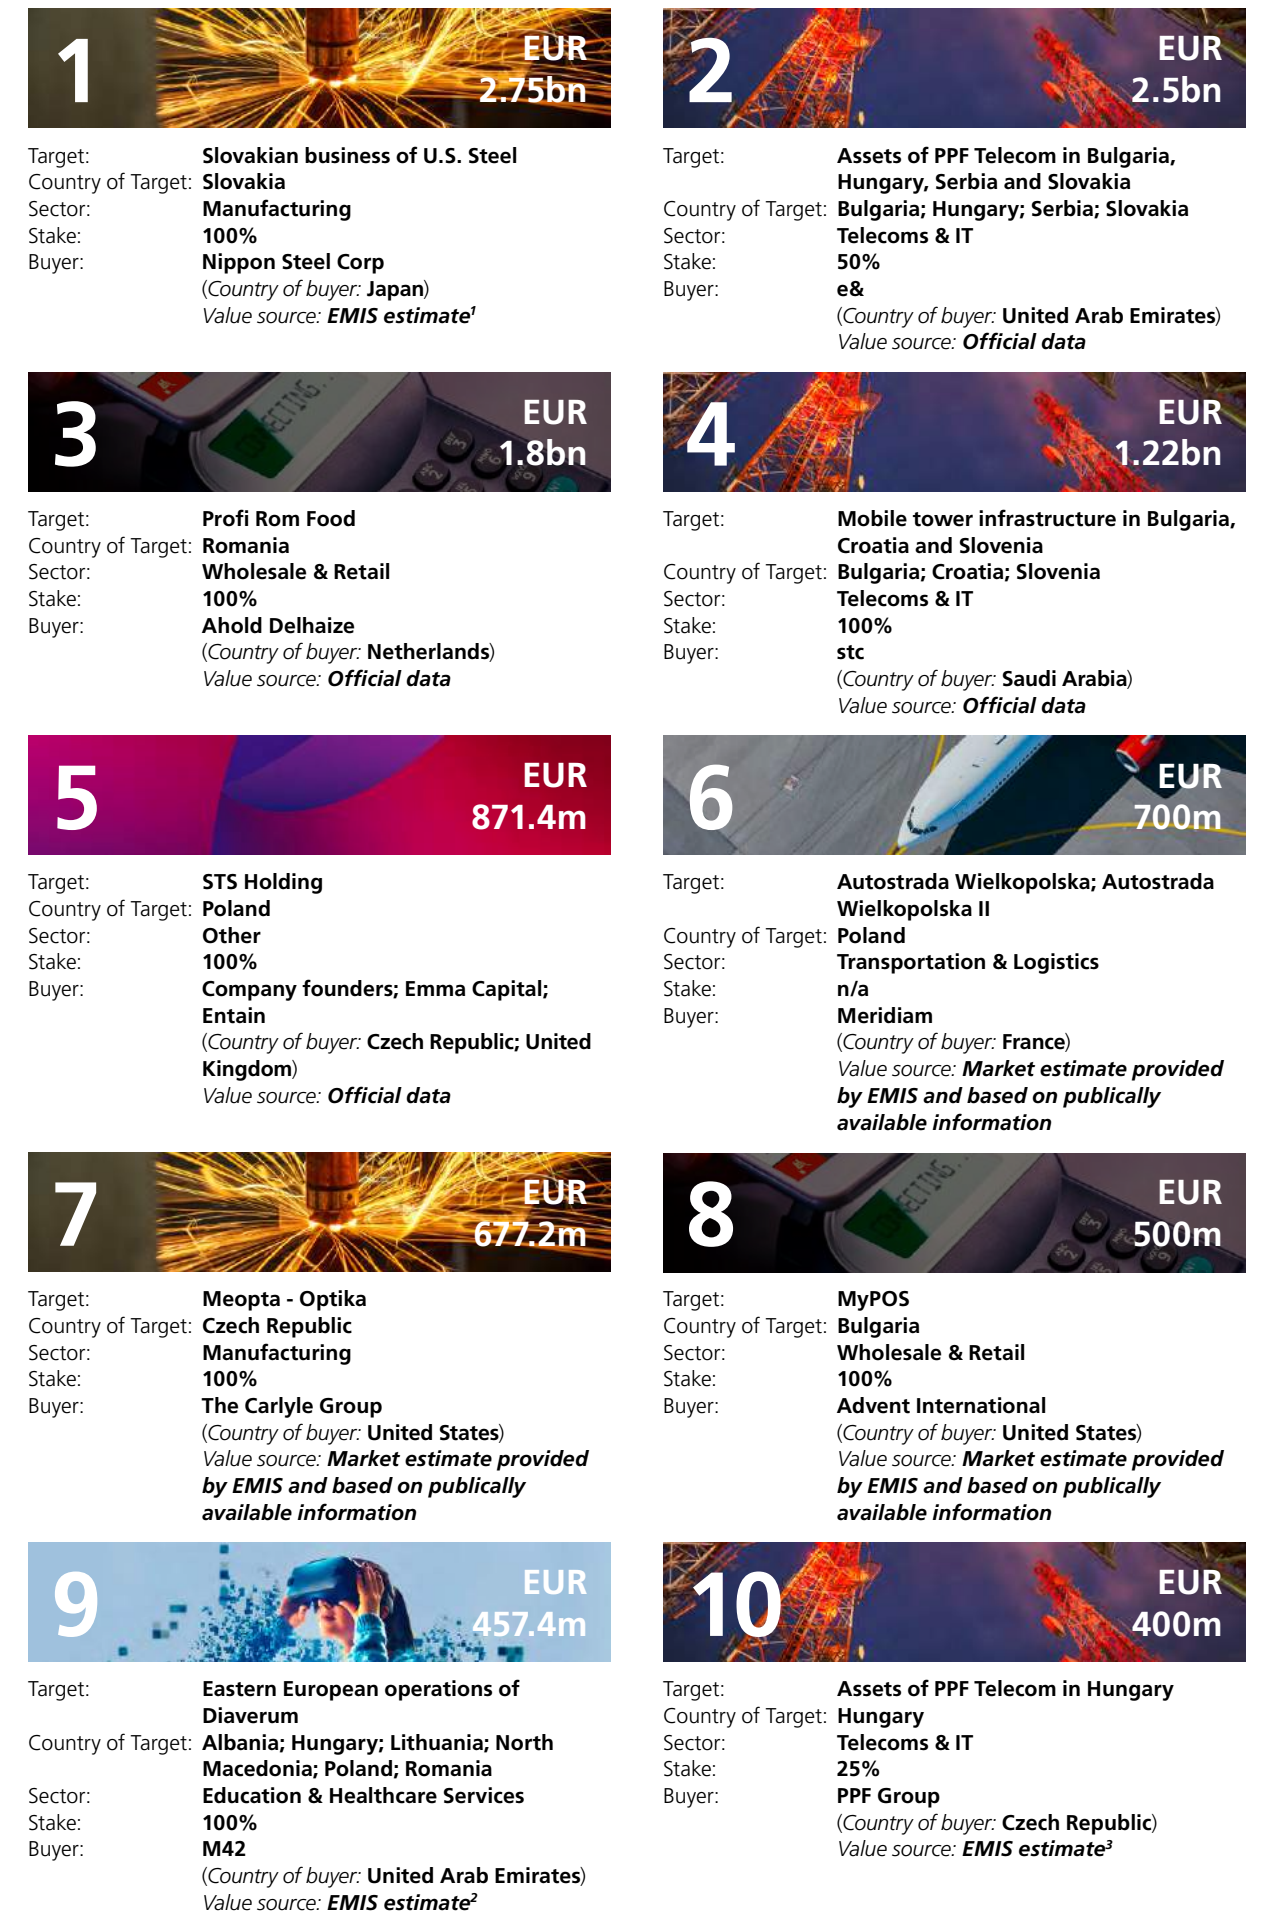 1
EUR
2.75bn
Target: Slovakian business of U.S. Steel
Country of Target: Slovakia
Sector: Manufacturing
Stake: 100%
Buyer: Nippon Steel Corp
(Country of buyer: Japan)
Value source: EMIS estimate¹
2
EUR
2.5bn
Target: Assets of PPF Telecom in Bulgaria,
Hungary, Serbia and Slovakia
Country of Target: Bulgaria; Hungary; Serbia; Slovakia
Sector: Telecoms & IT
Stake: 50%
Buyer: e&
(Country of buyer: United Arab Emirates)
Value source: Official data
3
EUR
1.8bn
Target: Profi Rom Food
Country of Target: Romania
Sector: Wholesale & Retail
Stake: 100%
Buyer: Ahold Delhaize
(Country of buyer: Netherlands)
Value source: Official data
4
EUR
1.22bn
Target: Mobile tower infrastructure in Bulgaria,
Croatia and Slovenia
Country of Target: Bulgaria; Croatia; Slovenia
Sector: Telecoms & IT
Stake: 100%
Buyer: stc
(Country of buyer: Saudi Arabia)
Value source: Official data
5
EUR
871.4m
Target: STS Holding
Country of Target: Poland
Sector: Other
Stake: 100%
Buyer: Company founders; Emma Capital;
Entain
(Country of buyer: Czech Republic; United
Kingdom)
Value source: Official data
6
EUR
700m
Target: Autostrada Wielkopolska; Autostrada
Wielkopolska II
Country of Target: Poland
Sector: Transportation & Logistics
Stake: n/a
Buyer: Meridiam
(Country of buyer: France)
Value source: Market estimate provided
by EMIS and based on publically
available information
7
EUR
677.2m
Target: Meopta - Optika
Country of Target: Czech Republic
Sector: Manufacturing
Stake: 100%
Buyer: The Carlyle Group
(Country of buyer: United States)
Value source: Market estimate provided
by EMIS and based on publically
available information
8
EUR
500m
Target: MyPOS
Country of Target: Bulgaria
Sector: Wholesale & Retail
Stake: 100%
Buyer: Advent International
(Country of buyer: United States)
Value source: Market estimate provided
by EMIS and based on publically
available information
9
EUR
457.4m
Target: Eastern European operations of
Diaverum
Country of Target: Albania; Hungary; Lithuania; North
Macedonia; Poland; Romania
Sector: Education & Healthcare Services
Stake: 100%
Buyer: M42
(Country of buyer: United Arab Emirates)
Value source: EMIS estimate²
10
EUR
400m
Target: Assets of PPF Telecom in Hungary
Country of Target: Hungary
Sector: Telecoms & IT
Stake: 25%
Buyer: PPF Group
(Country of buyer: Czech Republic)
Value source: EMIS estimate³